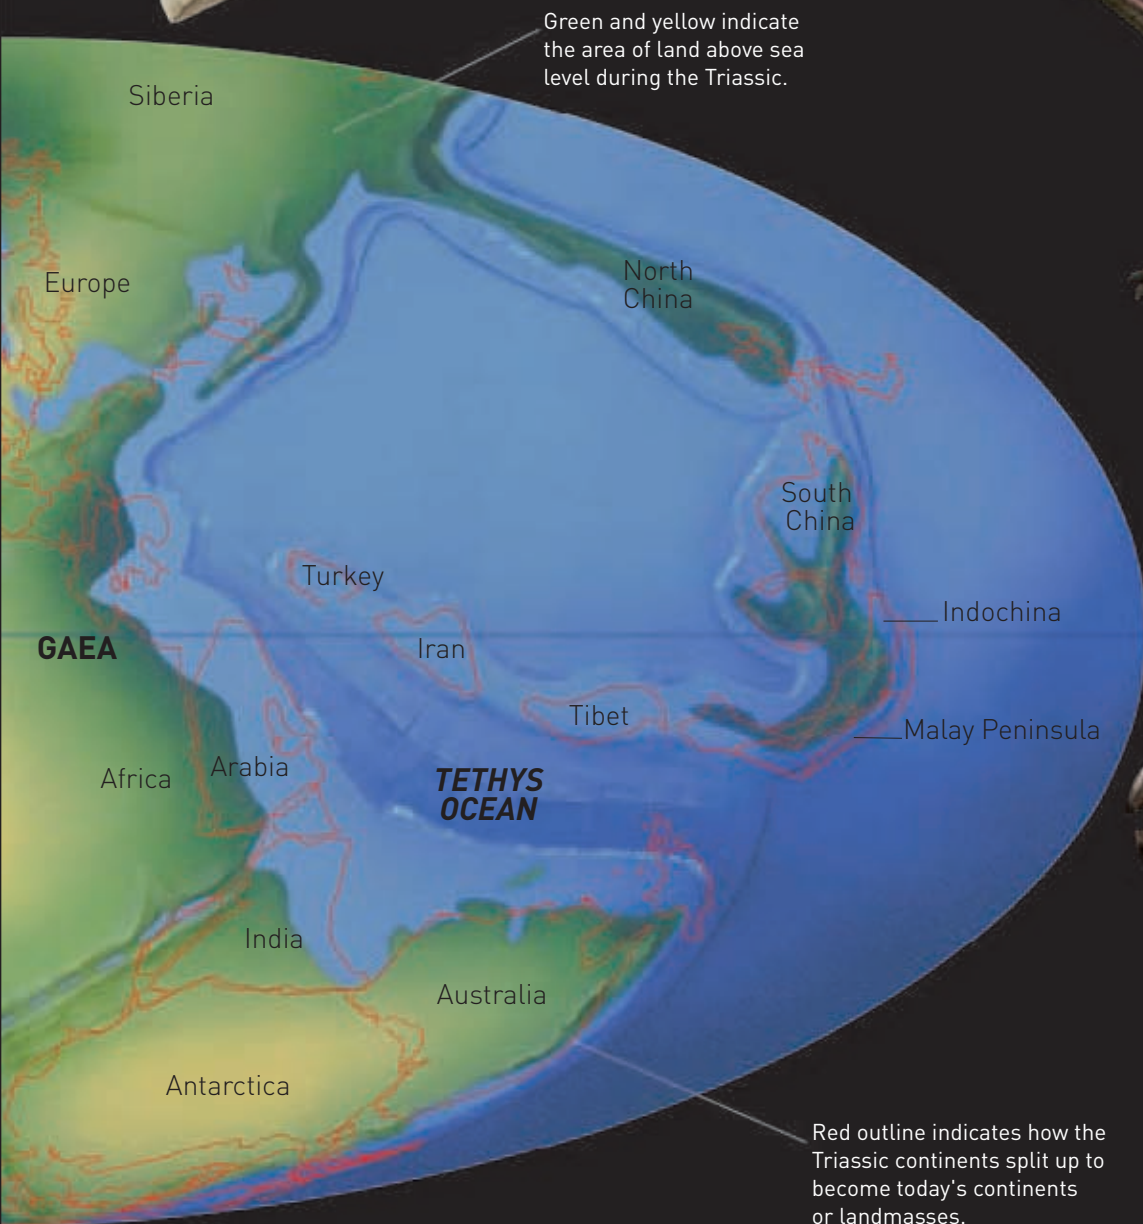 Green and yellow indicate
the area of land above sea
level during the Triassic.
Siberia
Europe
North
China
South
China
Turkey
Indochina
GAEA
Iran
Tibet
Malay Peninsula
Africa
Arabia
TETHYS
OCEAN
India
Australia
Antarctica
Red outline indicates how the
Triassic continents split up to
become today's continents
or landmasses.